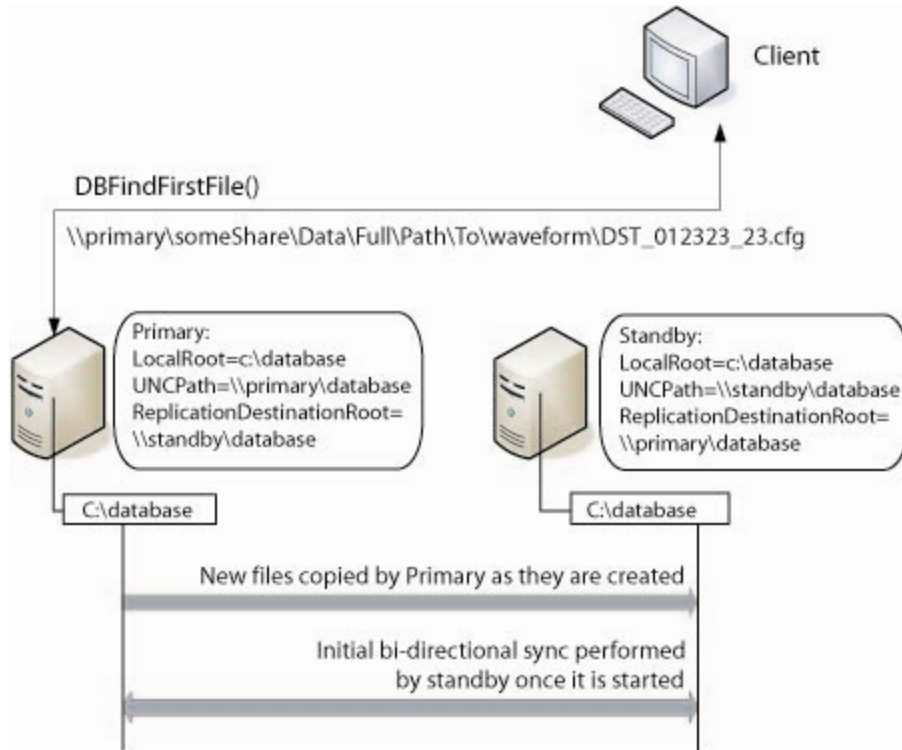 Client
DBFindFirstFile()
\\primary\someShare\Data\Full\Path\To\waveform\DST_012323_23.cfg
Primary:
LocalRoot=c:\database
UNCPath=\\primary\database
ReplicationDestinationRoot=
\\standby\database
Standby:
LocalRoot=c:\database
UNCPath=\\standby\database
ReplicationDestinationRoot=
\\primary\database
C:\database
C:\database
New files copied by Primary as they are created
Initial bi-directional sync performed
by standby once it is started